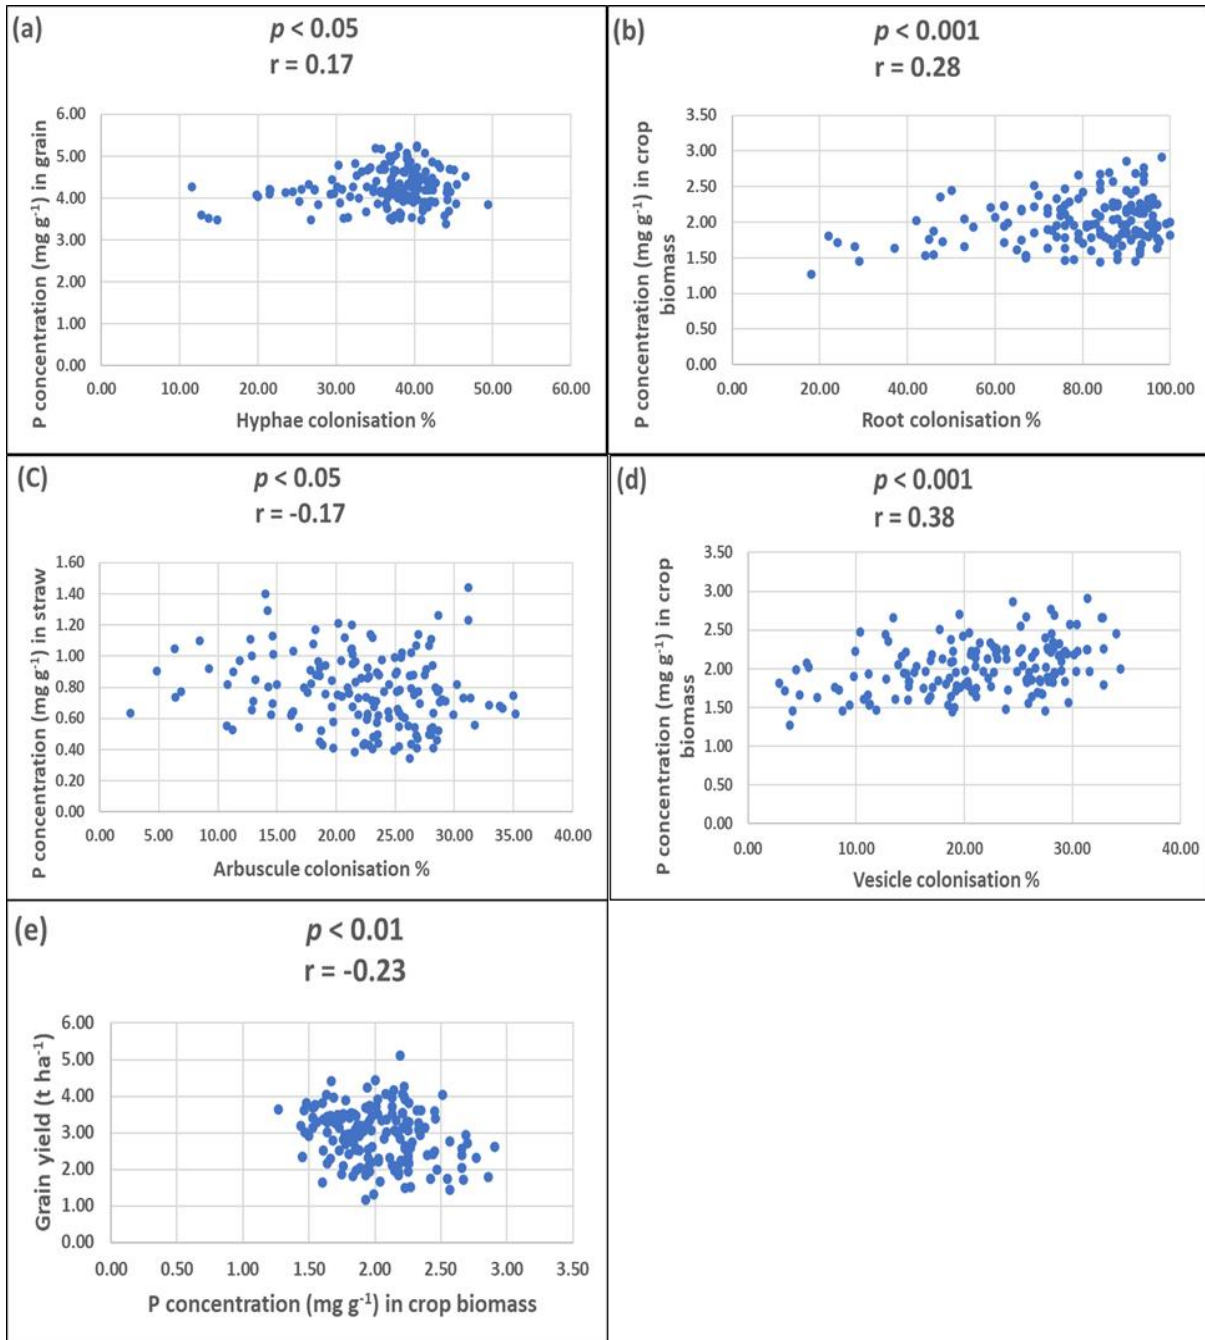 (a)
p < 0.05
r = 0.17
P concentration (mg g⁻¹) in grain
6.00
5.00
4.00
3.00
2.00
1.00
0.00
0.00 10.00 20.00 30.00 40.00 50.00 60.00
Hyphae colonisation %
(b)
p < 0.001
r = 0.28
P concentration (mg g⁻¹) in crop
biomass
3.50
3.00
2.50
2.00
1.50
1.00
0.50
0.00
0.00 20.00 40.00 60.00 80.00 100.00
Root colonisation %
(C)
p < 0.05
r = -0.17
P concentration (mg g⁻¹) in straw
1.60
1.40
1.20
1.00
0.80
0.60
0.40
0.20
0.00
0.00 5.00 10.00 15.00 20.00 25.00 30.00 35.00 40.00
Arbuscule colonisation %
(d)
p < 0.001
r = 0.38
P concentration (mg g⁻¹) in crop
biomass
3.50
3.00
2.50
2.00
1.50
1.00
0.50
0.00
0.00 10.00 20.00 30.00 40.00
Vesicle colonisation %
(e)
p < 0.01
r = -0.23
Grain yield (t ha⁻¹)
6.00
5.00
4.00
3.00
2.00
1.00
0.00
0.00 0.50 1.00 1.50 2.00 2.50 3.00 3.50
P concentration (mg g⁻¹) in crop biomass